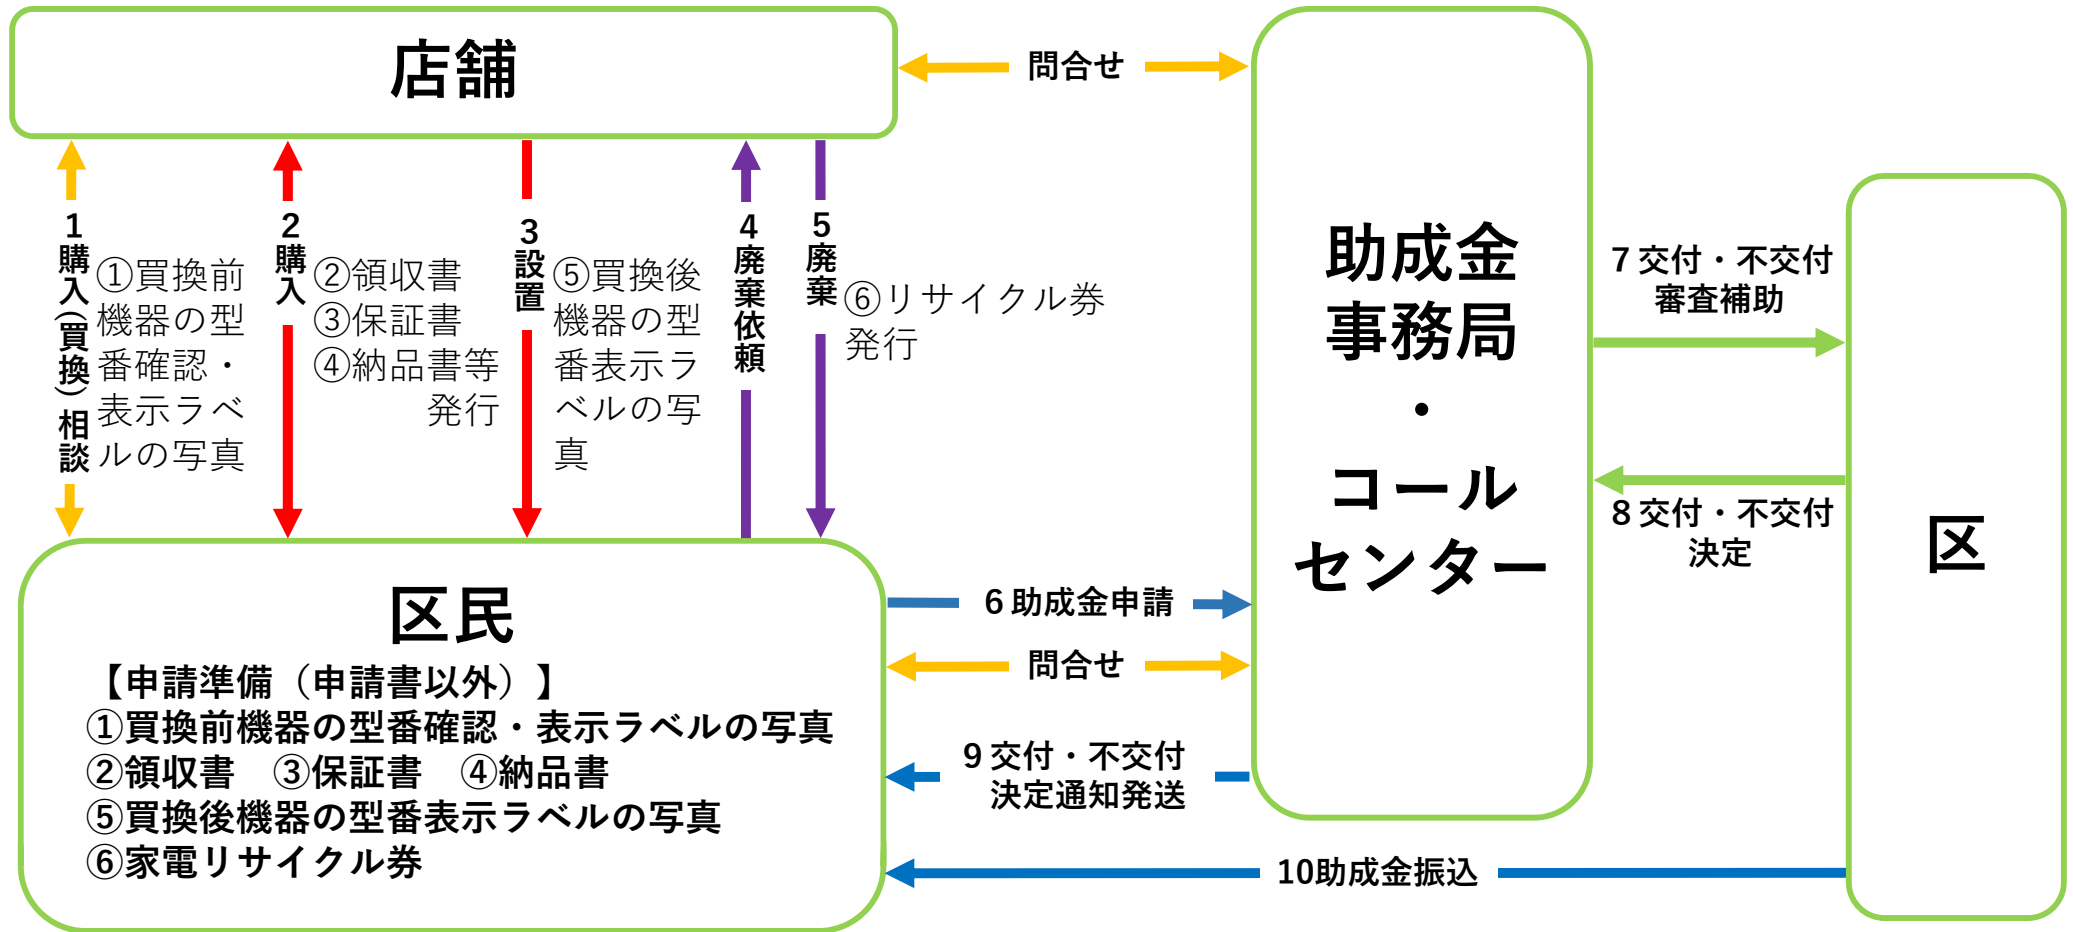 店舗
問合せ
1購入(買換)相談
①買換前
機器の型
番確認・
表示ラベ
ルの写真
2購入
②領収書
③保証書
④納品書等
発行
3設置
⑤買換後
機器の型
番表示ラ
ベルの写
真
4廃棄依頼
5廃棄
⑥リサイクル券
発行
助成金
事務局
・
コール
センター
7交付・不交付
審査補助
8交付・不交付
決定
区
区民
【申請準備（申請書以外）】
①買換前機器の型番確認・表示ラベルの写真
②領収書　③保証書　④納品書
⑤買換後機器の型番表示ラベルの写真
⑥家電リサイクル券
6助成金申請
問合せ
9交付・不交付
決定通知発送
10助成金振込